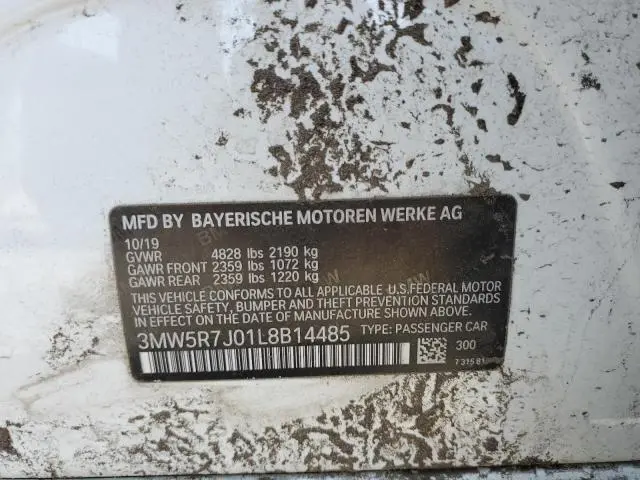 MFD BY BAYERISCHE MOTOREN WERKE AG
10/19
GVWR 4828 lbs 2190 kg
GAWR FRONT 2359 lbs 1072 kg
GAWR REAR 2359 lbs 1220 kg
THIS VEHICLE CONFORMS TO ALL APPLICABLE U.S.FEDERAL MOTOR
VEHICLE SAFETY, BUMPER AND THEFT PREVENTION STANDARDS
IN EFFECT ON THE DATE OF MANUFACTURE SHOWN ABOVE.
3MW5R7J01L8B14485 TYPE: PASSENGER CAR
300